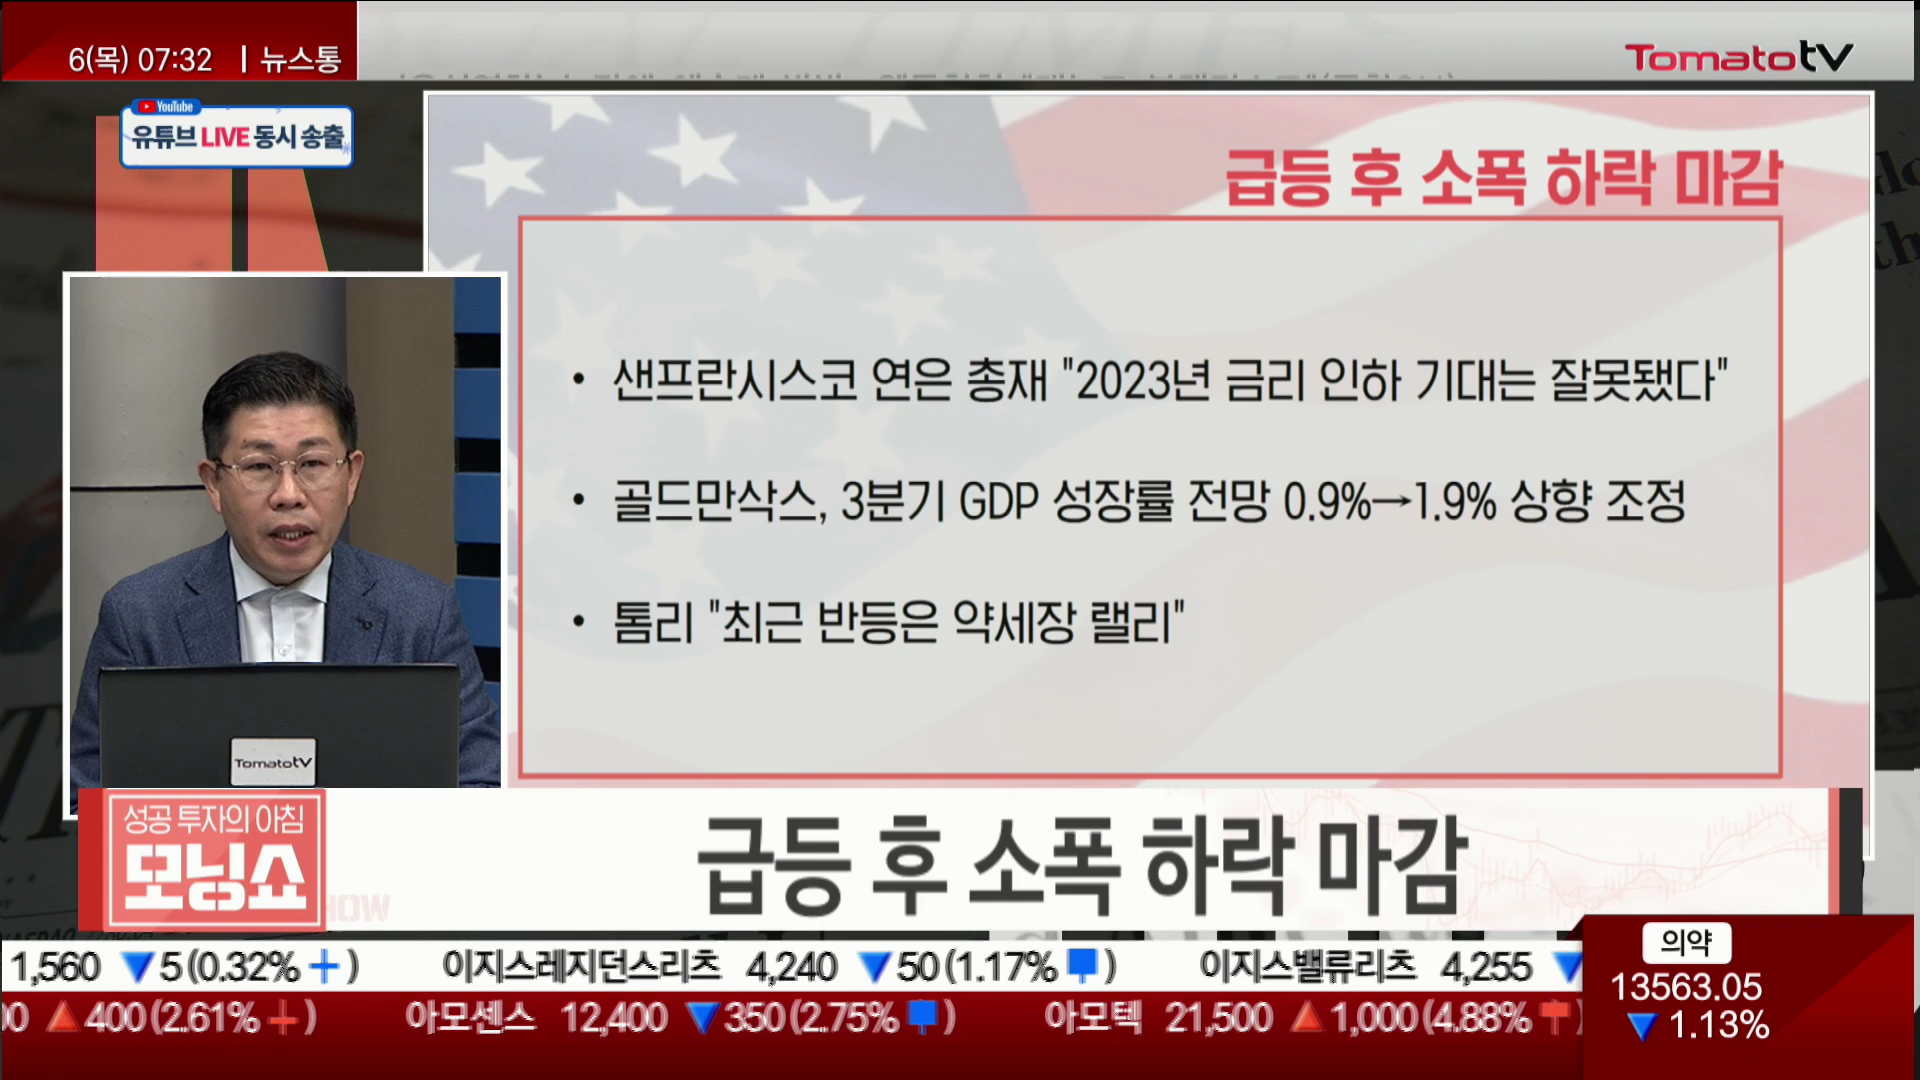 6(목) 07:32 | 뉴스통
TomatotV
YouTube
유튜브 LIVE 동시 송출
급등 후 소폭 하락 마감
• 샌프란시스코 연은 총재 "2023년 금리 인하 기대는 잘못됐다"
• 골드만삭스, 3분기 GDP 성장률 전망 0.9%→1.9% 상향 조정
• 톰리 "최근 반등은 약세장 랠리"
TomatotV
성공 투자의 아침
모닝쇼
급등 후 소폭 하락 마감
1,560 ▼5(0.32% ) 이지스레지던스리츠 4,240 ▼50(1.17% ) 이지스밸류리츠 4,255 ▼
▲400(2.61% ) 아모센스 12,400 ▼350(2.75% ) 아모텍 21,500 ▲1,000(4.88% )
의약
13563.05
▼ 1.13%